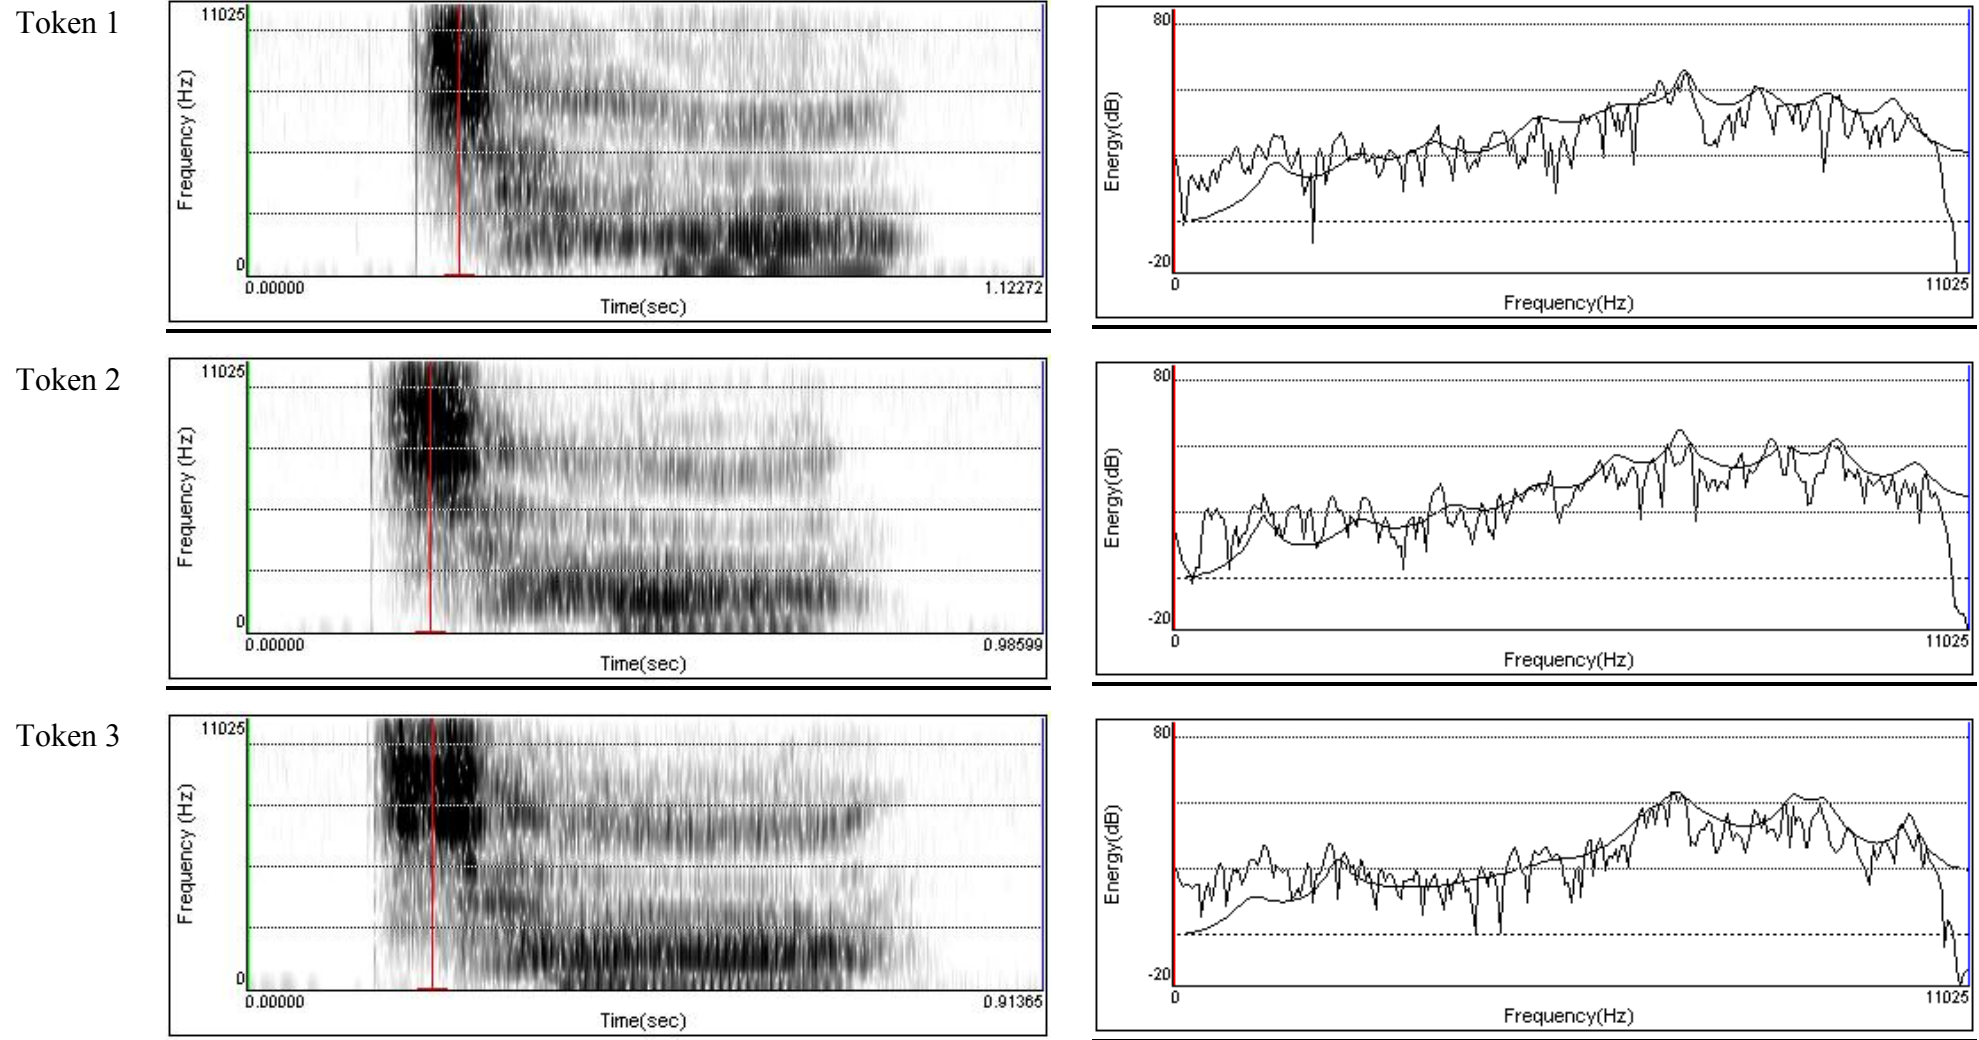 Token 1
11025
Frequency (Hz)
0
0.00000
1.12272
Time(sec)
80
Energy(dB)
-20
0
11025
Frequency(Hz)
Token 2
11025
Frequency (Hz)
0
0.00000
0.98599
Time(sec)
80
Energy(dB)
-20
0
11025
Frequency(Hz)
Token 3
11025
Frequency (Hz)
0
0.00000
0.91365
Time(sec)
80
Energy(dB)
-20
0
11025
Frequency(Hz)